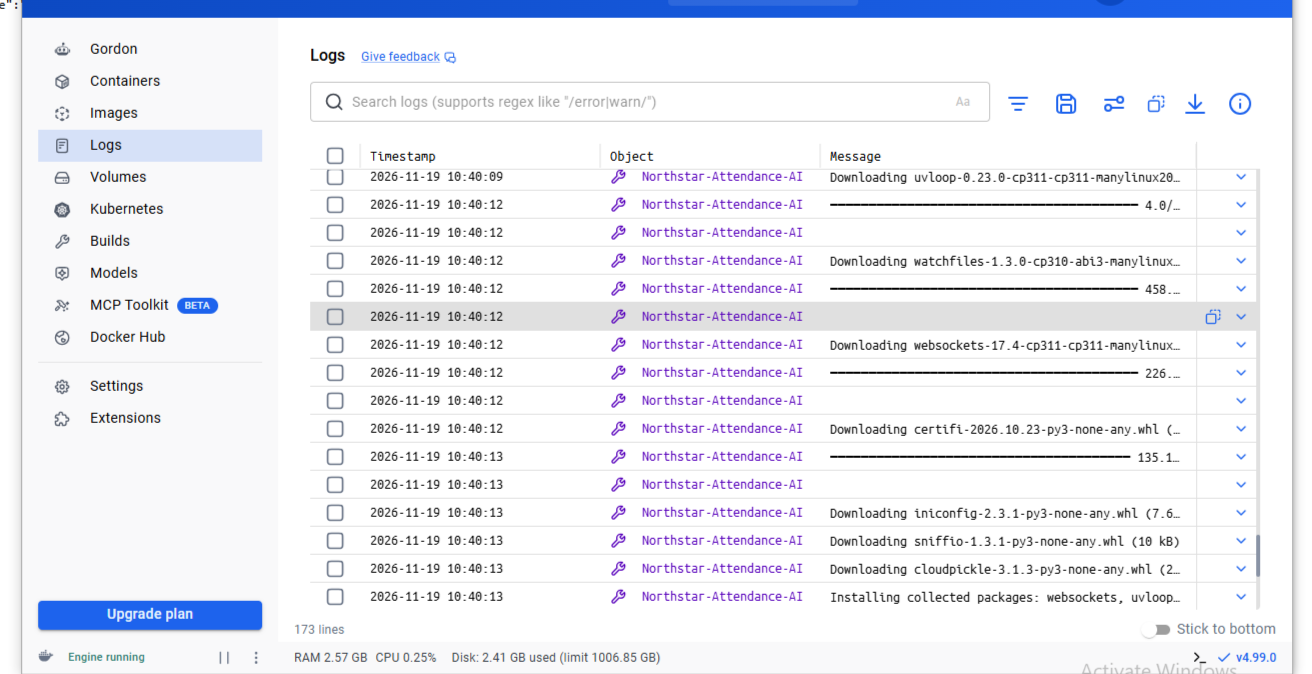 e":
Gordon
Containers
Images
Logs
Volumes
Kubernetes
Builds
Models
MCP Toolkit BETA
Docker Hub
Settings
Extensions
Upgrade plan
Engine running
Logs Give feedback
Search logs (supports regex like "/error|warn/") Aa
Timestamp Object Message
2026-11-19 10:40:09 Northstar-Attendance-AI Downloading uvloop-0.23.0-cp311-cp311-manylinux20…
2026-11-19 10:40:12 Northstar-Attendance-AI ━━━━━━━━━━━━━━━━━━━━━━━━━━━━━━━━━━━━━━━━ 4.0/…
2026-11-19 10:40:12 Northstar-Attendance-AI
2026-11-19 10:40:12 Northstar-Attendance-AI Downloading watchfiles-1.3.0-cp310-abi3-manylinux…
2026-11-19 10:40:12 Northstar-Attendance-AI ━━━━━━━━━━━━━━━━━━━━━━━━━━━━━━━━━━━━━━━━ 458.…
2026-11-19 10:40:12 Northstar-Attendance-AI
2026-11-19 10:40:12 Northstar-Attendance-AI Downloading websockets-17.4-cp311-cp311-manylinux…
2026-11-19 10:40:12 Northstar-Attendance-AI ━━━━━━━━━━━━━━━━━━━━━━━━━━━━━━━━━━━━━━━━ 226.…
2026-11-19 10:40:12 Northstar-Attendance-AI
2026-11-19 10:40:12 Northstar-Attendance-AI Downloading certifi-2026.10.23-py3-none-any.whl (…
2026-11-19 10:40:13 Northstar-Attendance-AI ━━━━━━━━━━━━━━━━━━━━━━━━━━━━━━━━━━━━━━━ 135.1…
2026-11-19 10:40:13 Northstar-Attendance-AI
2026-11-19 10:40:13 Northstar-Attendance-AI Downloading iniconfig-2.3.1-py3-none-any.whl (7.6…
2026-11-19 10:40:13 Northstar-Attendance-AI Downloading sniffio-1.3.1-py3-none-any.whl (10 kB)
2026-11-19 10:40:13 Northstar-Attendance-AI Downloading cloudpickle-3.1.3-py3-none-any.whl (2…
2026-11-19 10:40:13 Northstar-Attendance-AI Installing collected packages: websockets, uvloop…
173 lines Stick to bottom
RAM 2.57 GB CPU 0.25% Disk: 2.41 GB used (limit 1006.85 GB) v4.99.0
Activate Windows